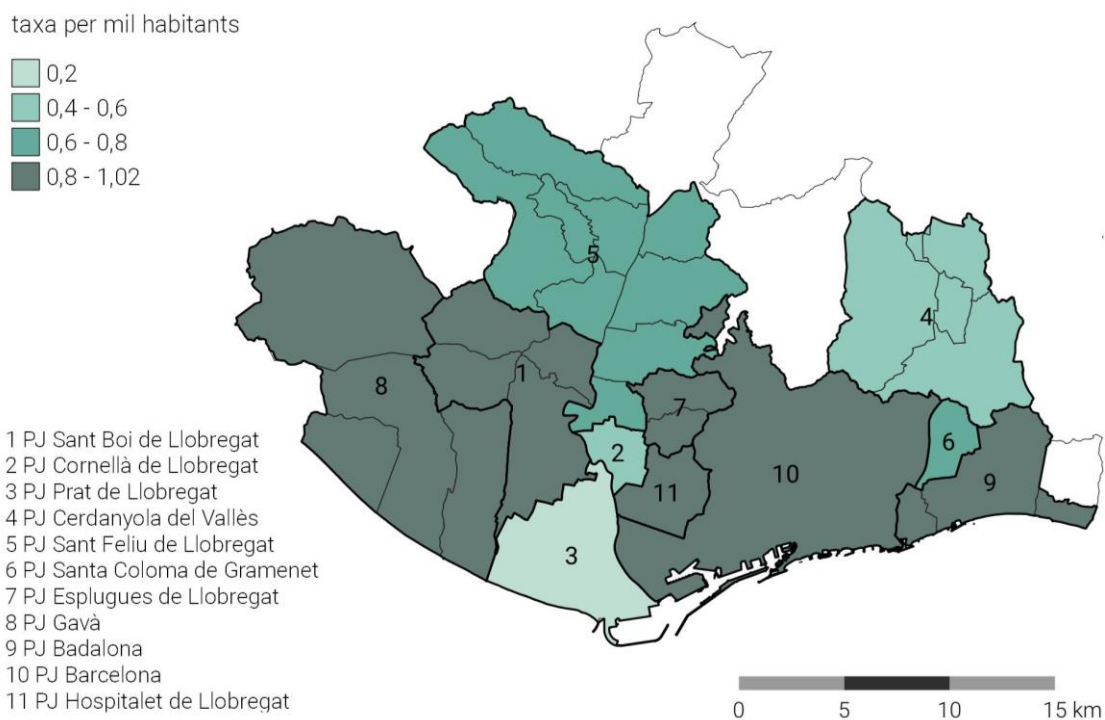 taxa per mil habitants
0,2
0,4 - 0,6
0,6 - 0,8
0,8 - 1,02
5
4
1
8
7
2
6
10
11
9
3
1 PJ Sant Boi de Llobregat
2 PJ Cornellà de Llobregat
3 PJ Prat de Llobregat
4 PJ Cerdanyola del Vallès
5 PJ Sant Feliu de Llobregat
6 PJ Santa Coloma de Gramenet
7 PJ Esplugues de Llobregat
8 PJ Gavà
9 PJ Badalona
10 PJ Barcelona
11 PJ Hospitalet de Llobregat
0 5 10 15 km